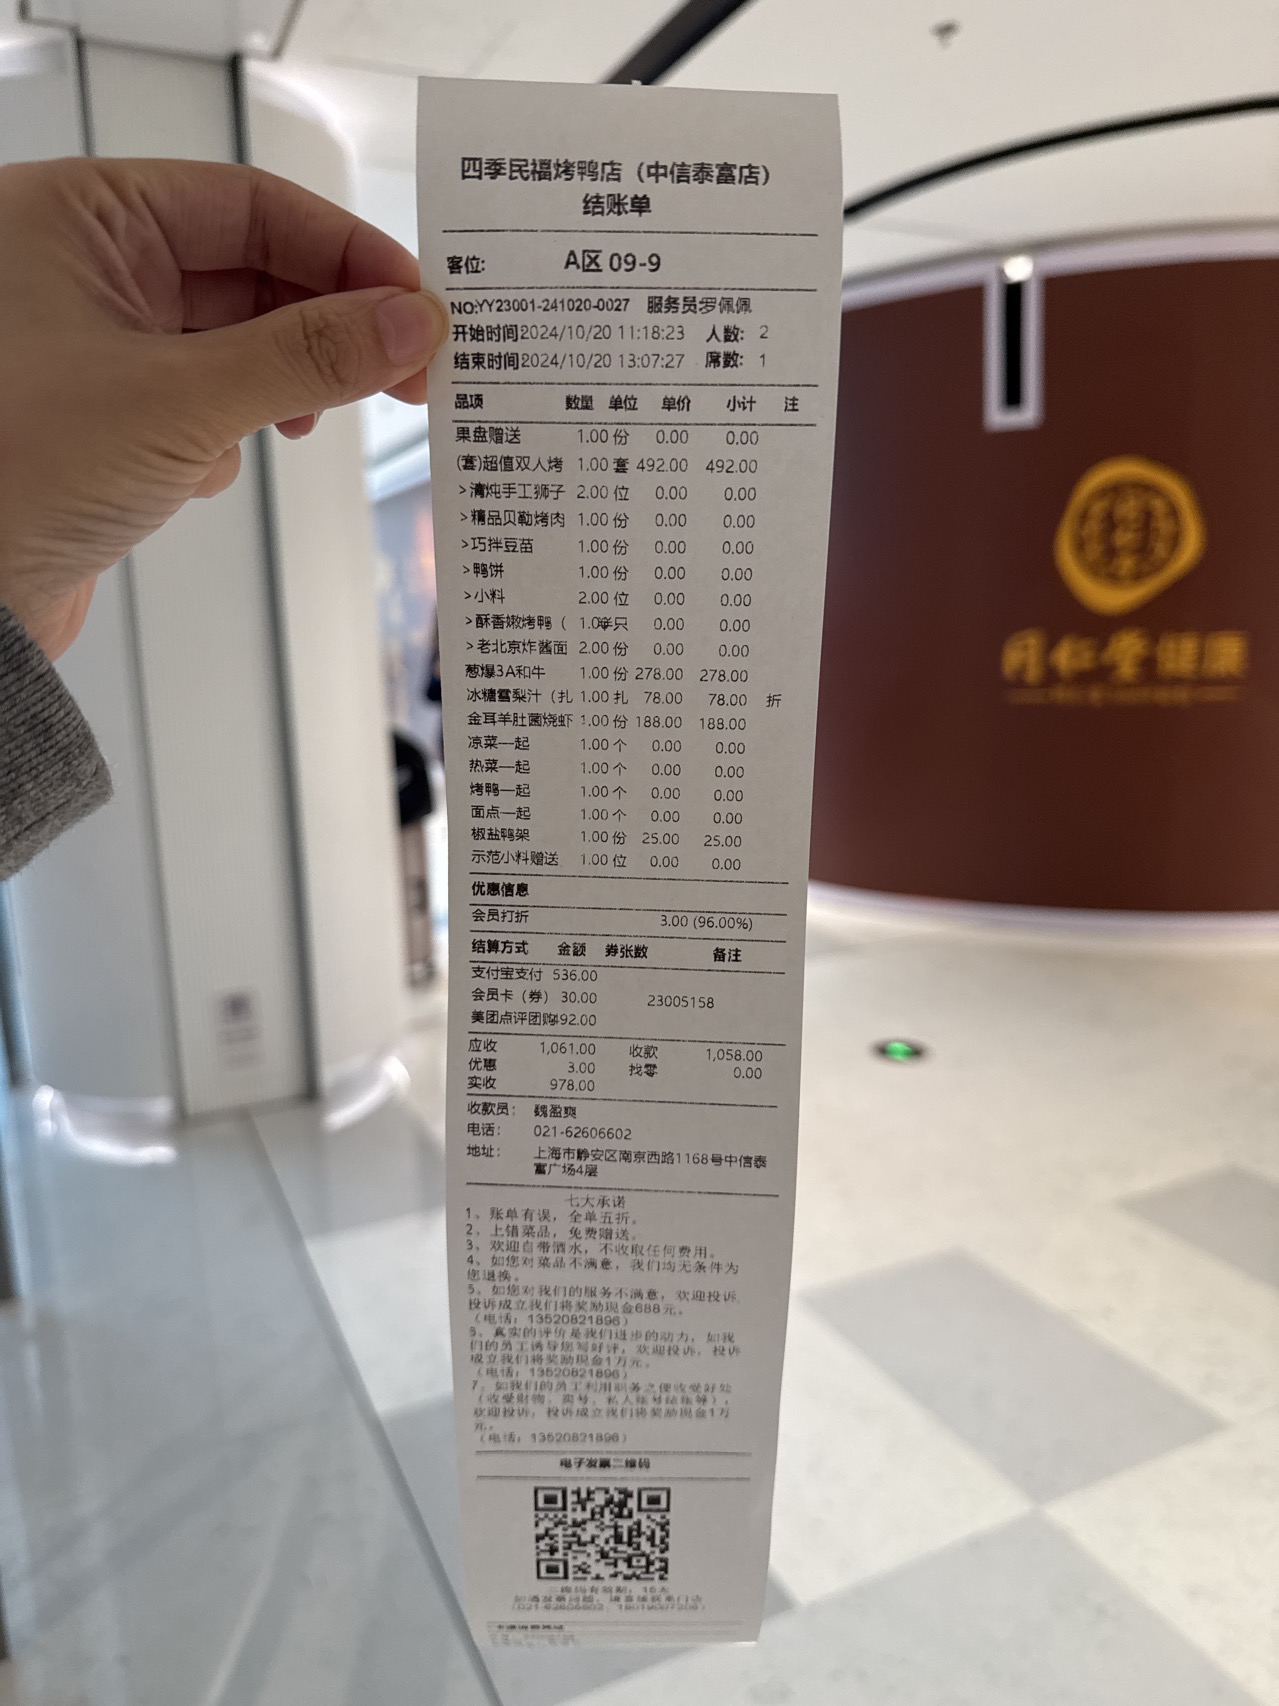 四季民福烤鸭店（中信泰富店）
结账单
客位: A区 09-9
NO:YY23001-241020-0027 服务员:罗佩佩
开始时间2024/10/20 11:18:23 人数: 2
结束时间2024/10/20 13:07:27 席数: 1
品项 数量 单位 单价 小计 注
果盘赠送 1.00 份 0.00 0.00
(套)超值双人烤 1.00 套 492.00 492.00
>清炖手工狮子 2.00 位 0.00 0.00
>精品贝勒烤肉 1.00 份 0.00 0.00
>巧拌豆苗 1.00 份 0.00 0.00
>鸭饼 1.00 份 0.00 0.00
>小料 2.00 位 0.00 0.00
>酥香嫩烤鸭（ 1.00半只 0.00 0.00
>老北京炸酱面 2.00 份 0.00 0.00
葱爆3A和牛 1.00 份 278.00 278.00
冰糖雪梨汁（扎 1.00 扎 78.00 78.00 折
金耳羊肚菌烧虾 1.00 份 188.00 188.00
凉菜一起 1.00 个 0.00 0.00
热菜一起 1.00 个 0.00 0.00
烤鸭一起 1.00 个 0.00 0.00
面点一起 1.00 个 0.00 0.00
椒盐鸭架 1.00 份 25.00 25.00
示范小料赠送 1.00 位 0.00 0.00
优惠信息
会员打折 3.00 (96.00%)
结算方式 金额 券张数 备注
支付宝支付 536.00
会员卡（券） 30.00 23005158
美团点评团购492.00
应收 1,061.00 收款 1,058.00
优惠 3.00 找零 0.00
实收 978.00
收款员: 魏盈爽
电话: 021-62606602
地址: 上海市静安区南京西路1168号中信泰
富广场4层
七大承诺
1、账单有误，全单五折。
2、上错菜品，免费赠送。
3、欢迎自带酒水，不收取任何费用。
4、如您对菜品不满意，我们均无条件为
您退换。
5、如您对我们的服务不满意，欢迎投诉，
投诉成立我们将奖励现金688元。
（电话：13520821896）
6、真实的评价是我们进步的动力，如我
们的员工诱导您写好评，欢迎投诉，投诉
成立我们将奖励现金1万元。
（电话：13520821896）
7、如我们的员工利用职务之便收受好处
（收受财物、卖号、私人账号结账等），
欢迎投诉，投诉成立我们将奖励现金1万
元。
（电话：13520821896）
电子发票二维码
同仁堂健康